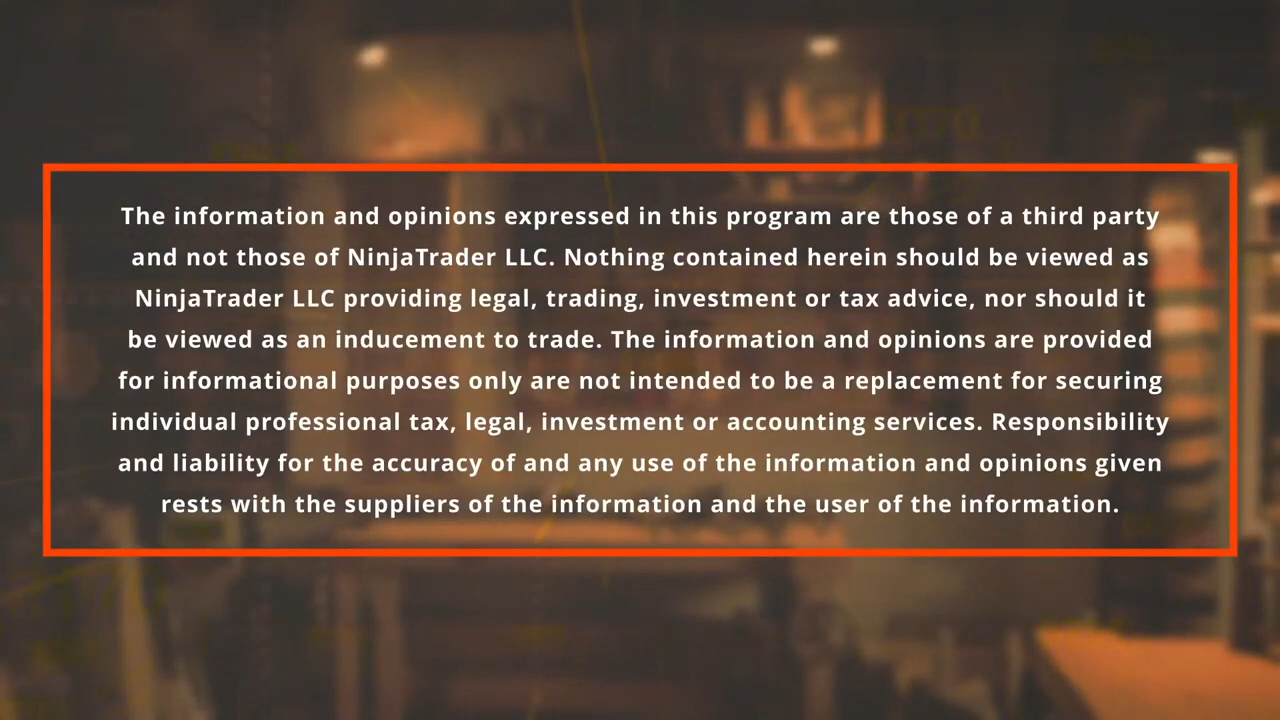 The information and opinions expressed in this program are those of a third party
and not those of NinjaTrader LLC. Nothing contained herein should be viewed as
NinjaTrader LLC providing legal, trading, investment or tax advice, nor should it
be viewed as an inducement to trade. The information and opinions are provided
for informational purposes only are not intended to be a replacement for securing
individual professional tax, legal, investment or accounting services. Responsibility
and liability for the accuracy of and any use of the information and opinions given
rests with the suppliers of the information and the user of the information.